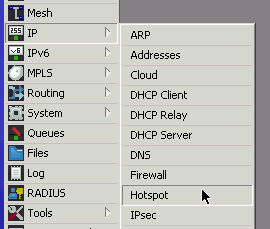 Mesh
IP
IPv6
MPLS
Routing
System
Queues
Files
Log
RADIUS
Tools
ARP
Addresses
Cloud
DHCP Client
DHCP Relay
DHCP Server
DNS
Firewall
Hotspot
IPsec